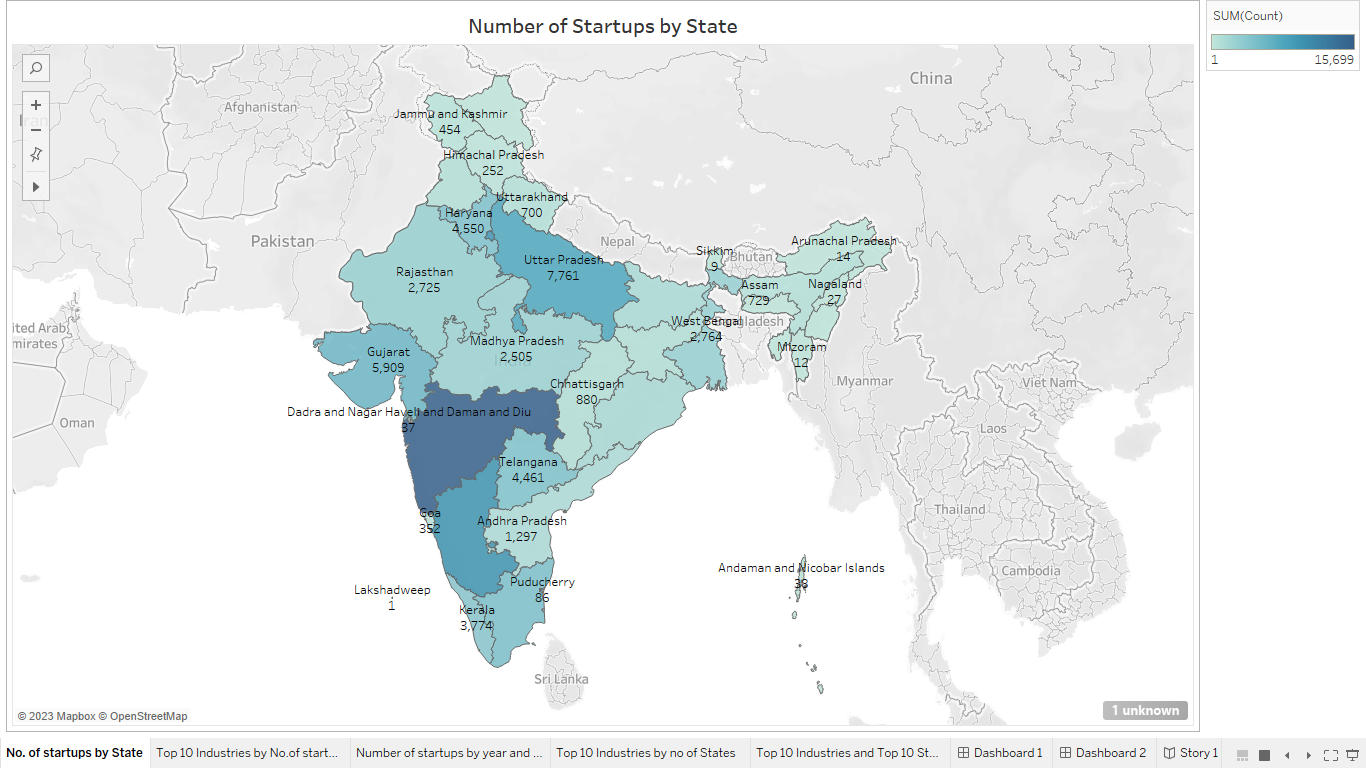 Number of Startups by State
SUM(Count)
1
15,699
China
Afghanistan
Iran
Jammu and Kashmir
454
Himachal Pradesh
252
Uttarakhand
700
Haryana
4,550
Pakistan
Nepal
Sikkim
9
Bhutan
Arunachal Pradesh
14
Uttar Pradesh
7,761
Rajasthan
2,725
Assam
729
Nagaland
27
West Bengal
2,764
Madhya Pradesh
2,505
India
Mizoram
12
Gujarat
5,909
Chhattisgarh
880
Myanmar
Viet Nam
Dadra and Nagar Haveli and Daman and Diu
37
Oman
Laos
Telangana
4,461
Goa
352
Andhra Pradesh
1,297
Thailand
Andaman and Nicobar Islands
38
Cambodia
Puducherry
86
Lakshadweep
1
Kerala
3,774
Sri Lanka
© 2023 Mapbox © OpenStreetMap
1 unknown
No. of startups by State
Top 10 Industries by No.of start...
Number of startups by year and ...
Top 10 Industries by no of States
Top 10 Industries and Top 10 St...
Dashboard 1
Dashboard 2
Story 1